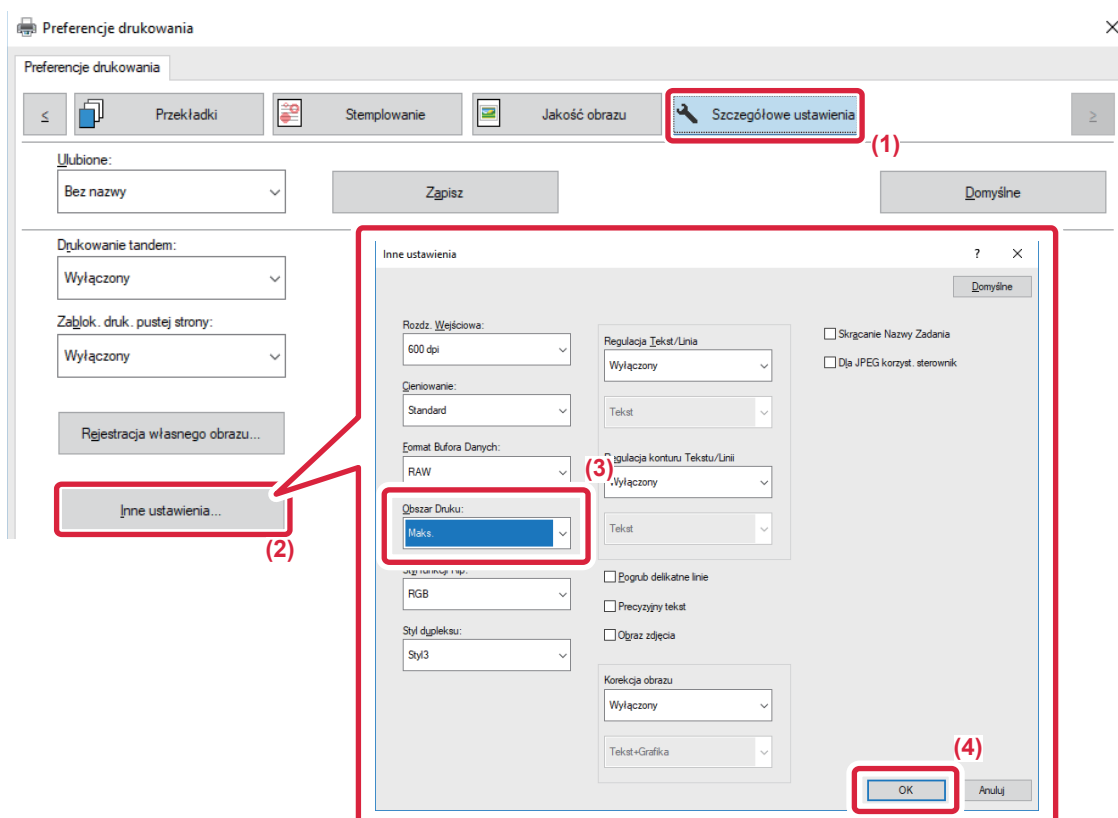 Preferencje drukowania
Preferencje drukowania
<
Przekładki
Stemplowanie
Jakość obrazu
Szczegółowe ustawienia
>
(1)
Ulubione:
Bez nazwy
Zapisz
Domyślne
Drukowanie tandem:
Wyłączony
Zablok. druk. pustej strony:
Wyłączony
Rejestracja własnego obrazu...
Inne ustawienia...
(2)
Inne ustawienia
?
Domyślne
Rozdz. Wejściowa:
600 dpi
Cieniowanie:
Standard
Format Bufora Danych:
RAW
(3)
Obszar Druku:
Maks.
Styl funkcji Rip:
RGB
Styl dupleksu:
Styl3
Regulacja Tekst/Linia
Wyłączony
Tekst
Regulacja konturu Tekstu/Linii
Wyłączony
Tekst
Pogrub delikatne linie
Precyzyjny tekst
Obraz zdjęcia
Korekcja obrazu
Wyłączony
Tekst+Grafika
Skracanie Nazwy Zadania
Dla JPEG korzyst. sterownik
(4)
OK
Anuluj